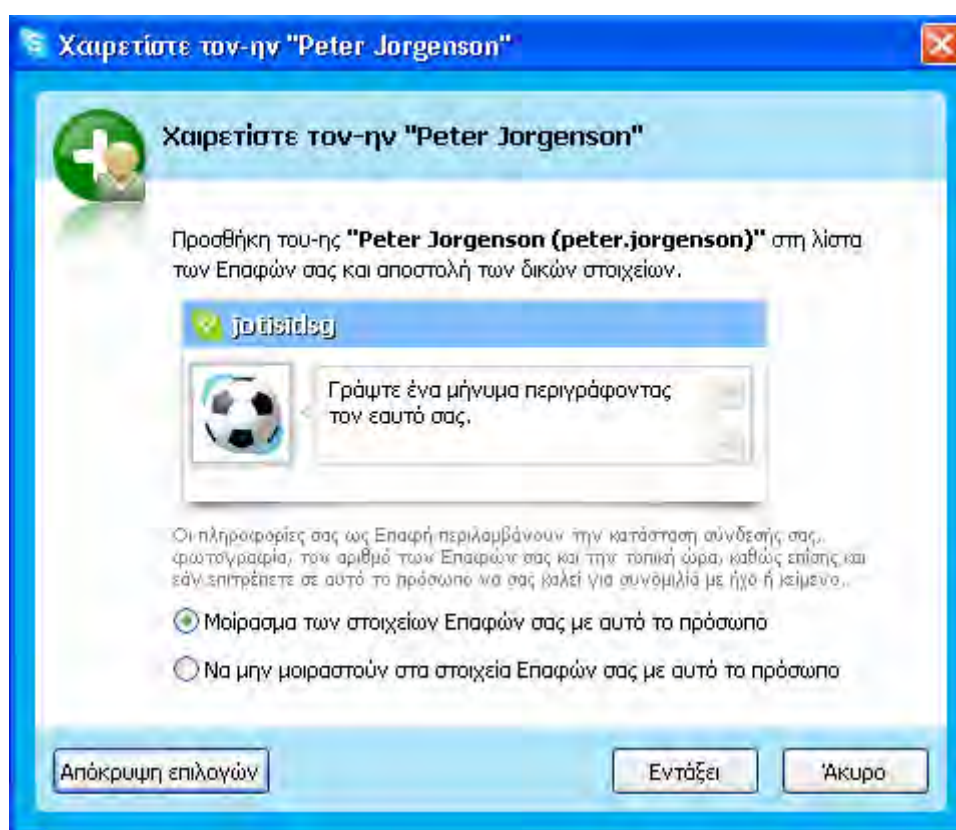 Χαιρετίστε τον-ην "Peter Jorgenson"
Χαιρετίστε τον-ην "Peter Jorgenson"
Προσθήκη του-ης "Peter Jorgenson (peter.jorgenson)" στη λίστα
των Επαφών σας και αποστολή των δικών στοιχείων.
jotisidsg
Γράψτε ένα μήνυμα περιγράφοντας
τον εαυτό σας.
Οι πληροφορίες σας ως Επαφή περιλαμβάνουν την κατάσταση σύνδεσής σας,
φωτογραφία, τον αριθμό των Επαφών σας και την τοπική ώρα, καθώς επίσης και
εάν επιτρέπετε σε αυτό το πρόσωπο να σας καλεί για συνομιλία με ήχο ή κείμενο..
Μοίρασμα των στοιχείων Επαφών σας με αυτό το πρόσωπο
Να μην μοιραστούν στα στοιχεία Επαφών σας με αυτό το πρόσωπο
Απόκρυψη επιλογών Εντάξει Άκυρο